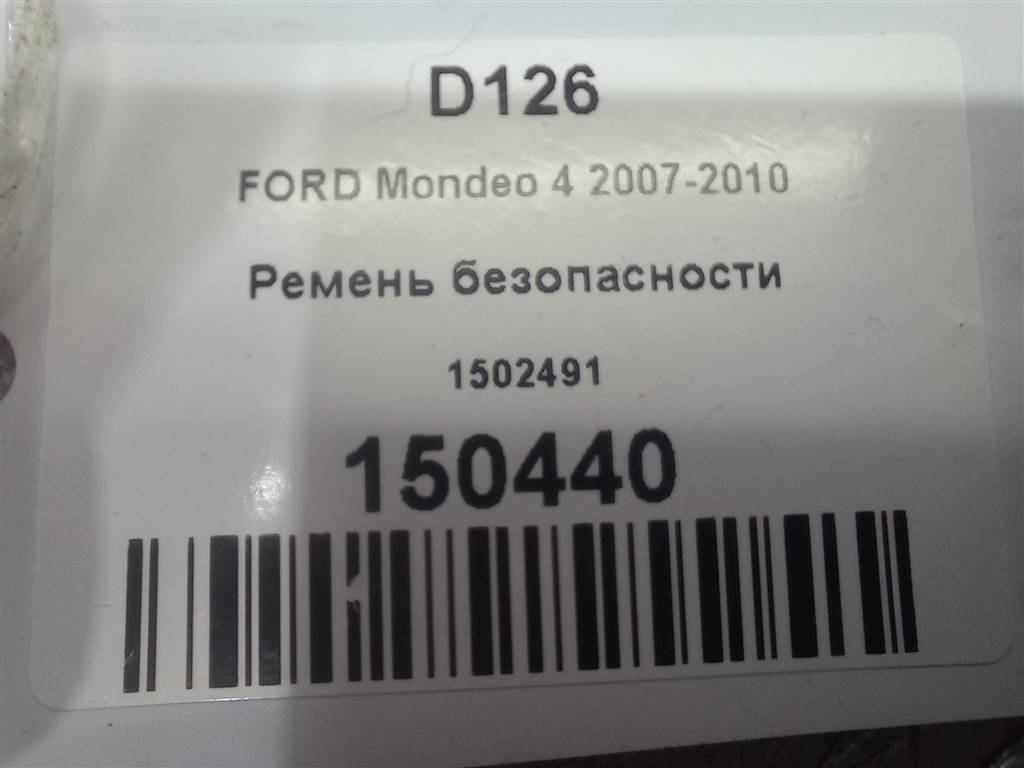 D126
FORD Mondeo 4 2007-2010
Ремень безопасности
1502491
150440